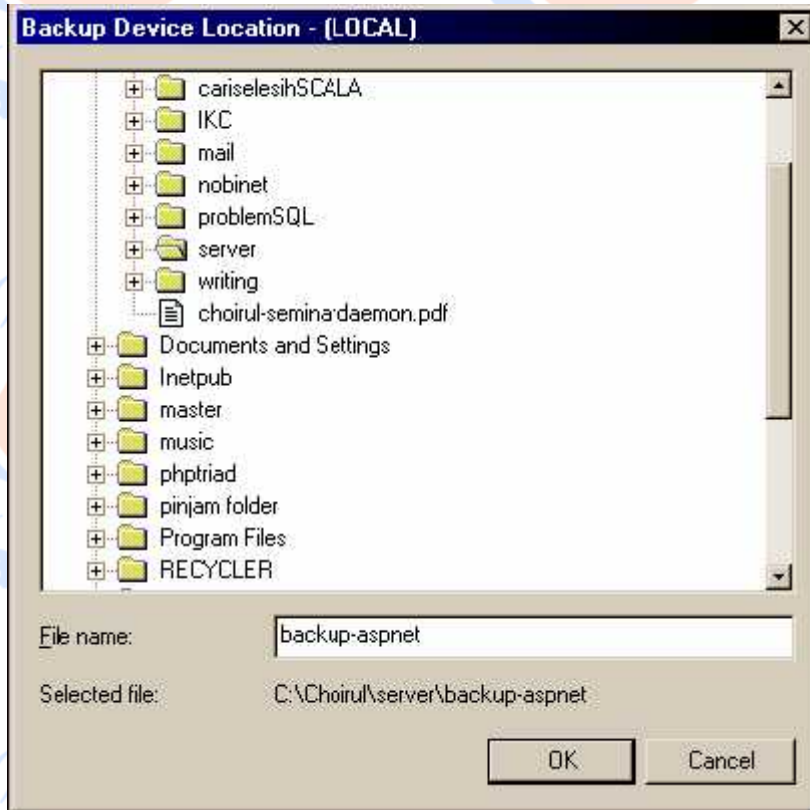 Backup Device Location - (LOCAL)
cariselesihSCALA
IKC
mail
nobinet
problemSQL
server
writing
choirul-seminar-daemon.pdf
Documents and Settings
Inetpub
master
music
phptriad
pinjam folder
Program Files
RECYCLER
File name:
backup-aspnet
Selected file:
C:\Choirul\server\backup-aspnet
OK
Cancel